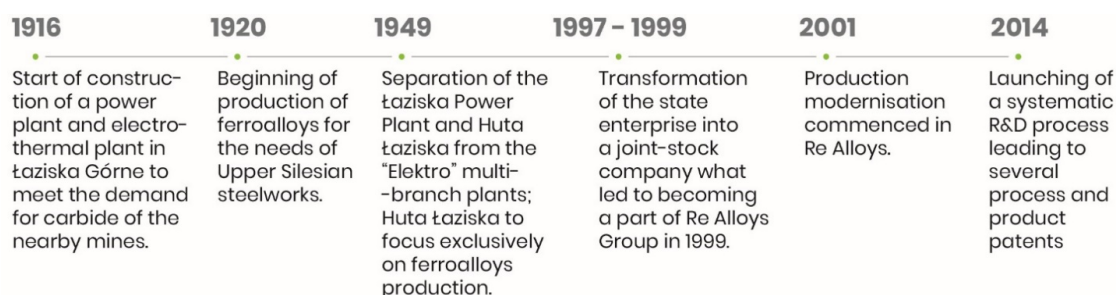 1916
Start of construc-
tion of a power
plant and electro-
thermal plant in
Łaziska Górne to
meet the demand
for carbide of the
nearby mines.
1920
Beginning of
production of
ferroalloys for
the needs of
Upper Silesian
steelworks.
1949
Separation of the
Łaziska Power
Plant and Huta
Łaziska from the
“Elektro” multi-
-branch plants;
Huta Łaziska to
focus exclusively
on ferroalloys
production.
1997 – 1999
Transformation
of the state
enterprise into
a joint-stock
company what
led to becoming
a part of Re Alloys
Group in 1999.
2001
Production
modernisation
commenced in
Re Alloys.
2014
Launching of
a systematic
R&D process
leading to
several
process and
product
patents